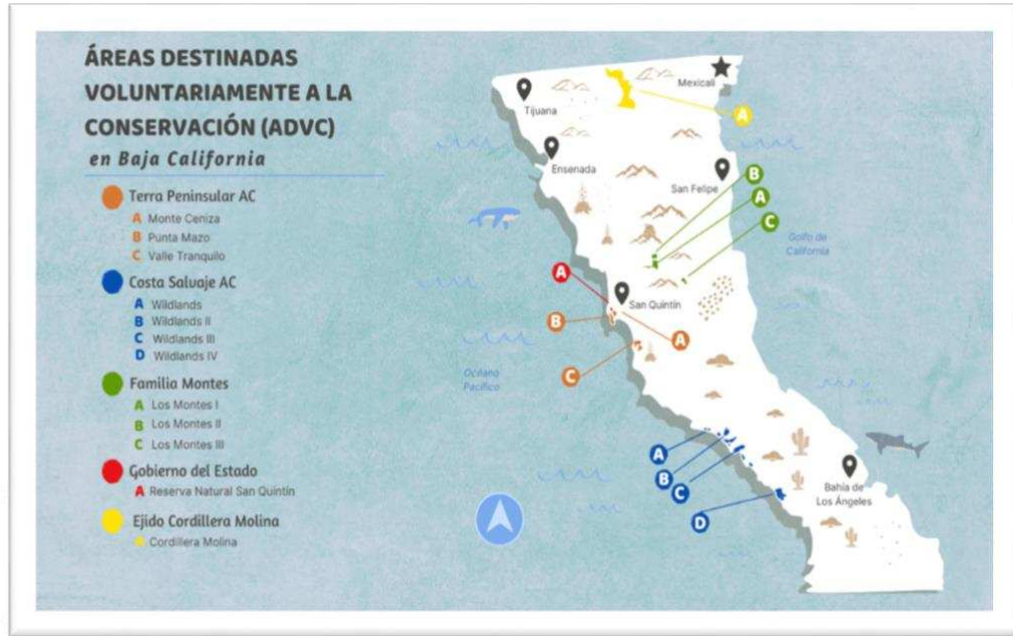 ÁREAS DESTINADAS
VOLUNTARIAMENTE A LA
CONSERVACIÓN (ADVC)
en Baja California
Terra Peninsular AC
A Monte Ceniza
B Punta Mazo
C Valle Tranquilo
Costa Salvaje AC
A Wildlands
B Wildlands II
C Wildlands III
D Wildlands IV
Familia Montes
A Los Montes I
B Los Montes II
C Los Montes III
Gobierno del Estado
A Reserva Natural San Quintín
Ejido Cordillera Molina
A Cordillera Molina
Mexicali
Tijuana
A
Ensenada
San Felipe
B
A
C
Golfo de
California
A
San Quintín
B
A
Océano
Pacífico
C
A
B
C
D
Bahía de
Los Ángeles